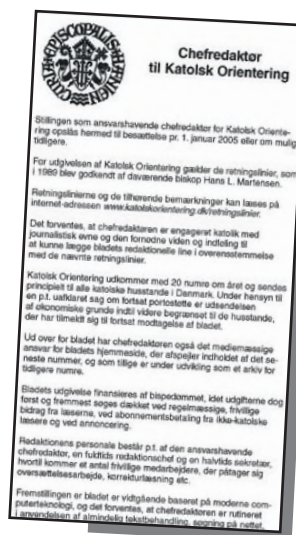 CURIA EPISCOPALIS HAFNIEN
Chefredaktør
til Katolsk Orientering
Stillingen som ansvarshavende chefredaktør for Katolsk Oriente-
ring opslås hermed til besættelse pr. 1. januar 2005 eller om mulig
tidligere.
For udgivelsen af Katolsk Orientering gælder de retningslinier, som
i 1989 blev godkendt af daværende biskop Hans L. Martensen.
Retningslinierne og de tilhørende bemærkninger kan læses på
internet-adressen www.katolskorientering.dk/retningslinier.
Det forventes, at chefredaktøren er engageret katolik med
journalistisk evne og den fornødne viden og indføling til
at kunne lægge bladets redaktionelle linie i overensstemmelse
med de nævnte retningslinier.
Katolsk Orientering udkommer med 20 numre om året og sendes
principielt til alle katolske husstande i Danmark. Under hensyn til
en p.t. uafklaret sag om fortsat portostøtte er udsendelsen
af økonomiske grunde indtil videre begrænset til de husstande,
der har tilmeldt sig til fortsat modtagelse af bladet.
Ud over for bladet har chefredaktøren også det mediemæssige
ansvar for bladets hjemmeside, der afspejler indholdet af det se-
neste nummer, og som tillige er under udvikling som et arkiv for
tidligere numre.
Bladets udgivelse finansieres af bispedømmet, idet udgifterne dog
først og fremmest søges dækket ved regelmæssige, frivillige
bidrag fra læserne, ved abonnementsbetaling fra ikke-katolske
læsere og ved annoncering.
Redaktionens personale består p.t. af den ansvarshavende
chefredaktør, en fuldtids redaktionschef og en halvtids sekretær,
hvortil kommer et antal frivillige medarbejdere, der påtager sig
oversættelsesarbejde, korrekturlæsning etc.
Fremstillingen er bladet er vidtgående baseret på moderne com-
puterteknologi, og det forventes, at chefredaktøren er rutineret
i anvendelsen af almindelig tekstbehandling, søgning på nettet,